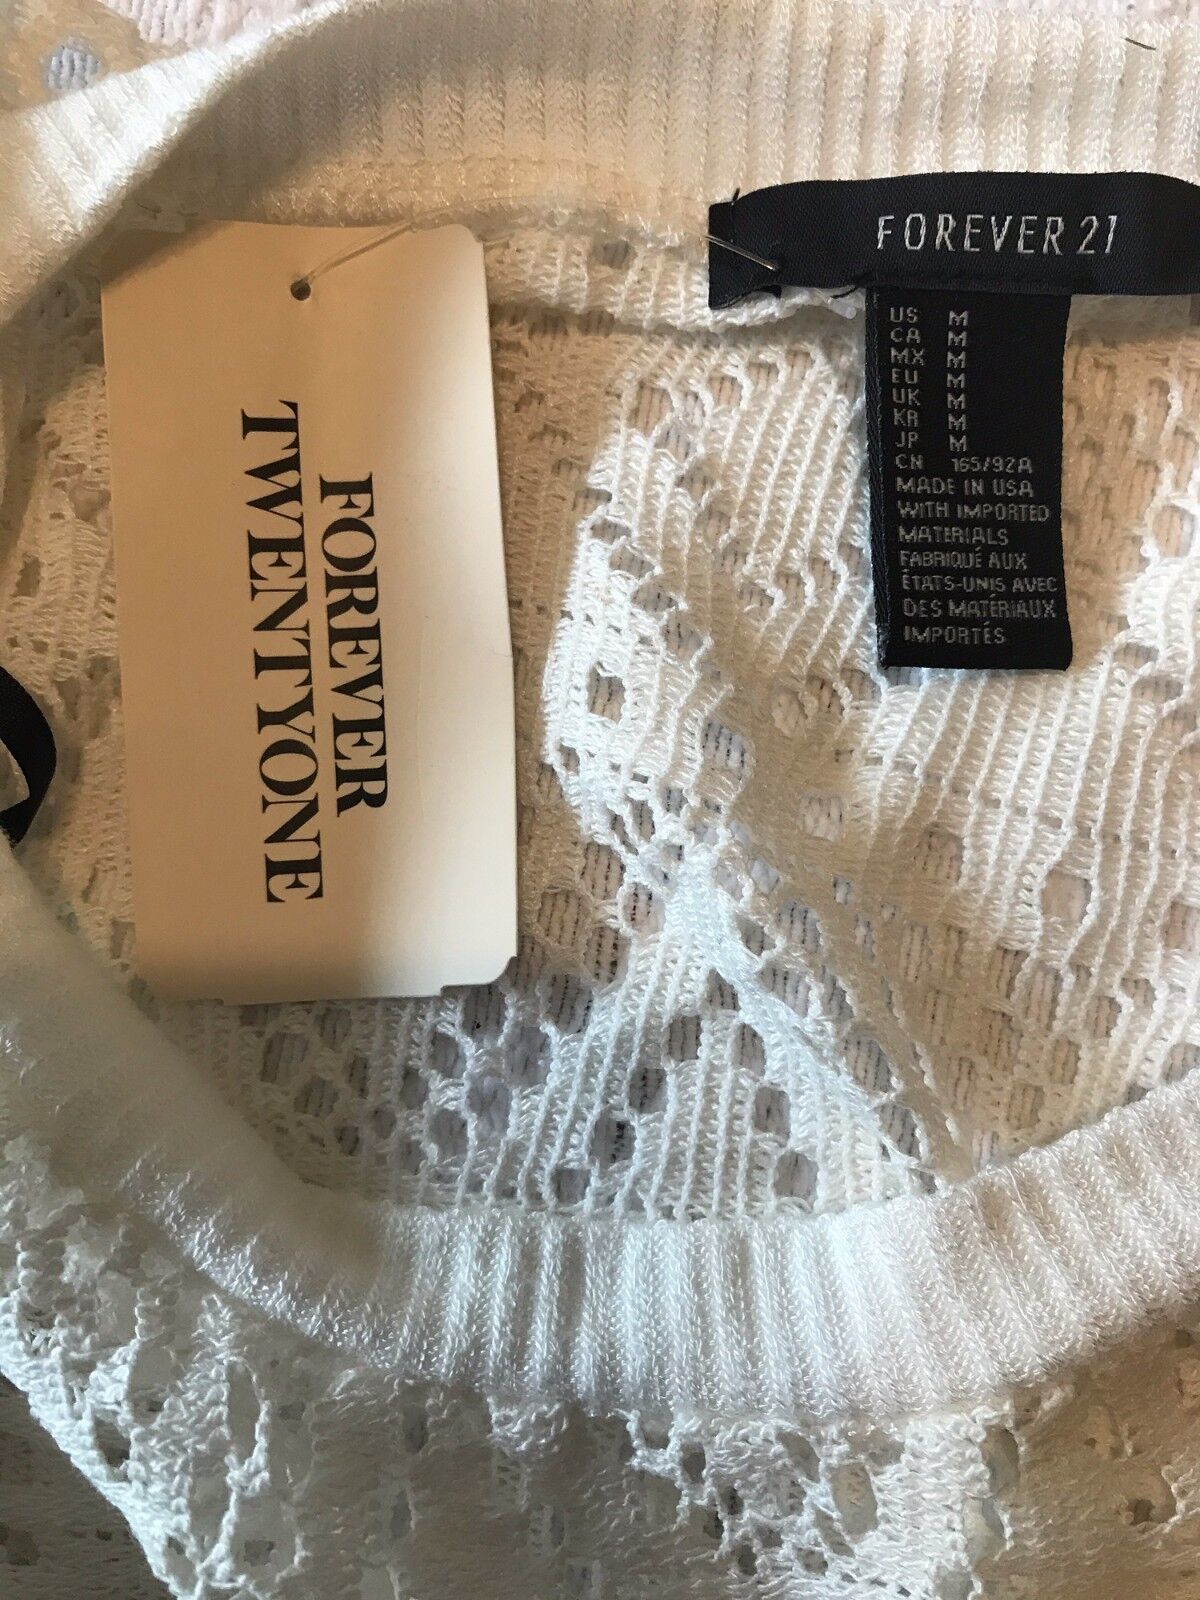 FOREVER 21
US M
CA M
MX M
EU M
UK M
KR M
JP M
CN 165/92A
MADE IN USA
WITH IMPORTED
MATERIALS
FABRIQUÉ AUX
ÉTATS-UNIS AVEC
DES MATÉRIAUX
IMPORTÉS
FOREVER
TWENTYONE